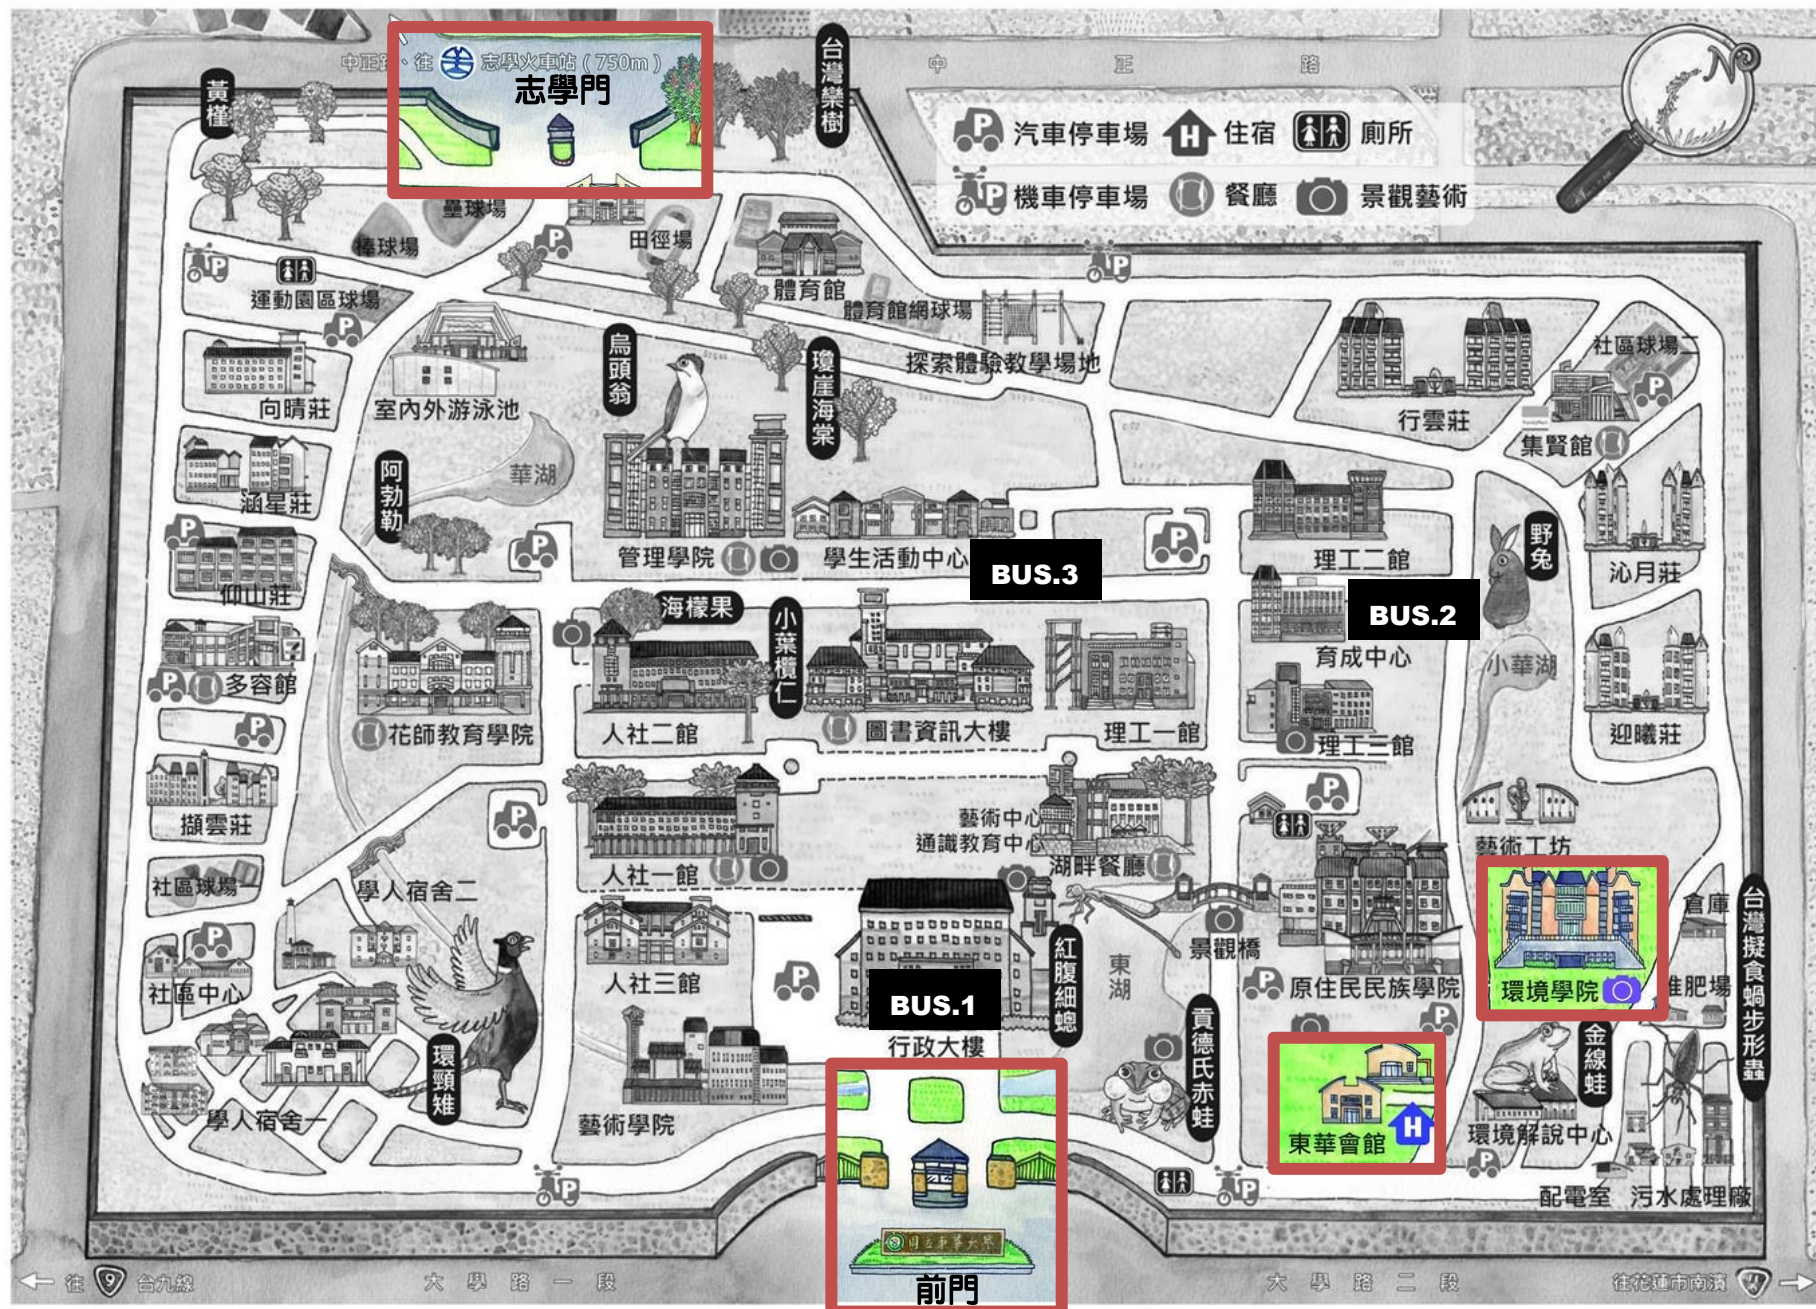 中正路、往 志學火車站（750m）
志學門
中 正 路
台灣欒樹
黃槿
P 汽車停車場 H 住宿 廁所
P 機車停車場 餐廳 景觀藝術
N
壘球場
棒球場
田徑場
體育館
體育館網球場
探索體驗教學場地
運動園區球場
向晴莊
室內外游泳池
烏頭翁
瓊崖海棠
行雲莊
社區球場二
FamilyMart
集賢館
涵星莊
阿勃勒
華湖
管理學院
學生活動中心
BUS.3
理工二館
野兔
沁月莊
仰山莊
海檬果
小葉欖仁
BUS.2
育成中心
小華湖
多容館
花師教育學院
人社二館
圖書資訊大樓
理工一館
理工三館
迎曦莊
擷雲莊
藝術中心
通識教育中心
湖畔餐廳
藝術工坊
人社一館
社區球場一
學人宿舍二
倉庫
台灣擬食蝸步形蟲
紅腹細蟌
景觀橋
東湖
人社三館
社區中心
原住民民族學院
環境學院
堆肥場
BUS.1
行政大樓
貢德氏赤蛙
金線蛙
環頸雉
學人宿舍一
藝術學院
東華會館
H
環境解說中心
配電室
污水處理廠
國立東華大學
前門
往 9 台九線
大學路一段
大學路二段
往花蓮市南濱